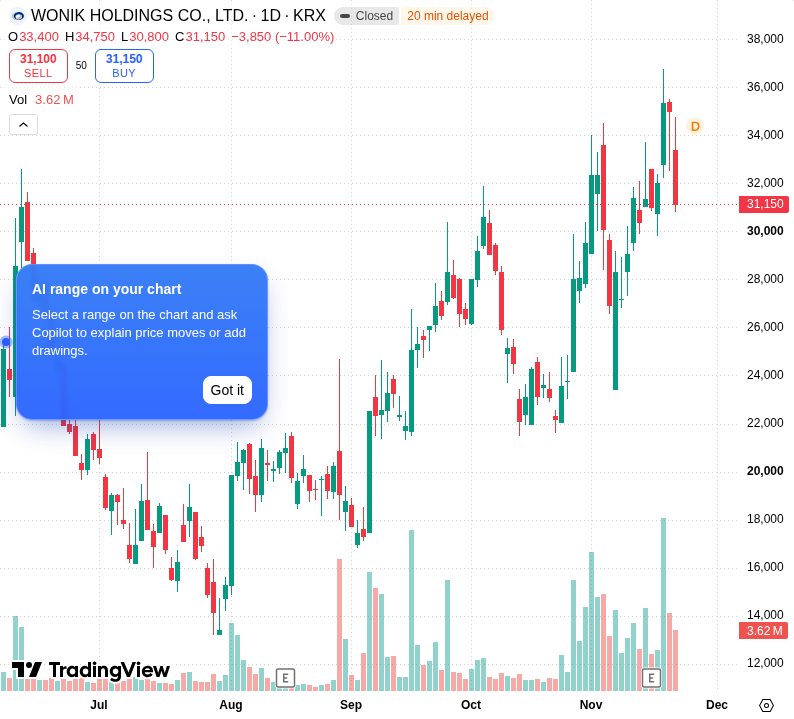 WONIK HOLDINGS CO., LTD. · 1D · KRX Closed 20 min delayed
O33,400 H34,750 L30,800 C31,150 −3,850 (−11.00%)
31,100 SELL 50 31,150 BUY
Vol 3.62 M
38,000
36,000
D
34,000
32,000
31,150
30,000
28,000
26,000
24,000
22,000
20,000
18,000
16,000
14,000
3.62 M
12,000
AI range on your chart
Select a range on the chart and ask
Copilot to explain price moves or add
drawings.
Got it
TradingView
E
E
Jul Aug Sep Oct Nov Dec